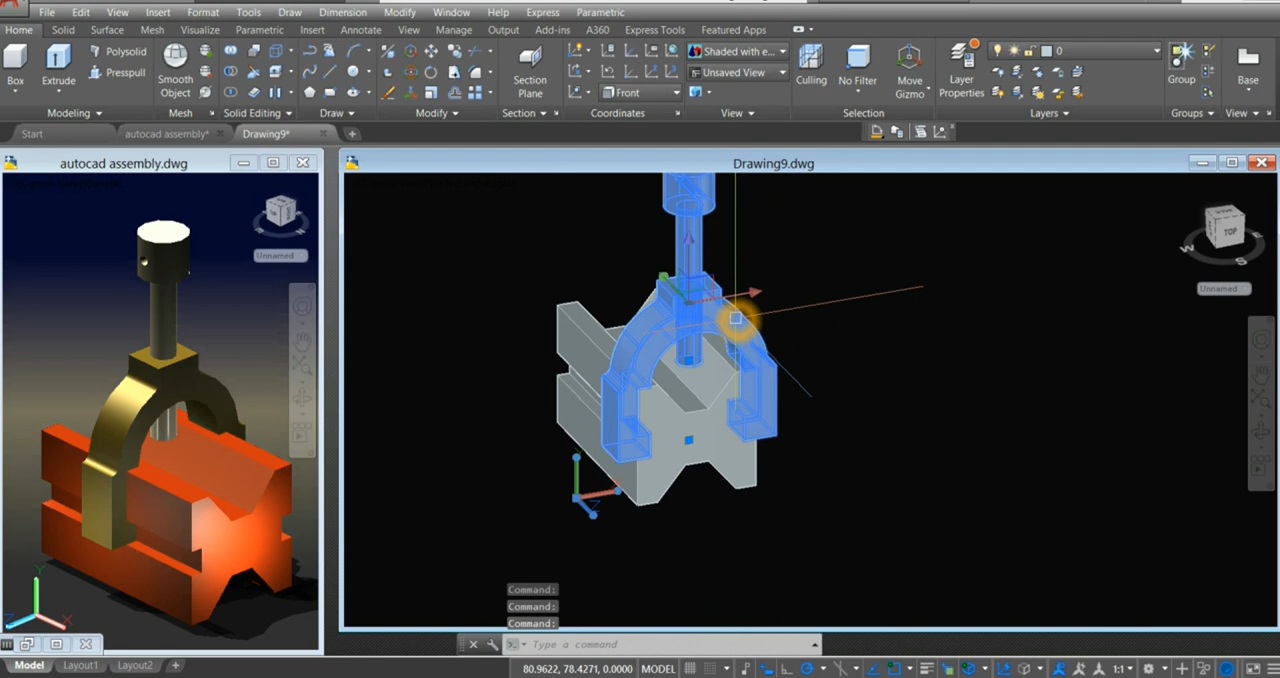 File Edit View Insert Format Tools Draw Dimension Modify Window Help Express Parametric
Home Solid Surface Mesh Visualize Parametric Insert Annotate View Manage Output Add-ins A360 Express Tools Featured Apps
Box
Extrude
Polysolid
Presspull
Smooth
Object
Section
Plane
Shaded with e...
Unsaved View
Front
Culling
No Filter
Move
Gizmo
Layer
Properties
0
Group
Base
Modeling Mesh Solid Editing Draw Modify Section Coordinates View Selection Layers Groups View
Start autocad assembly* Drawing9*
autocad assembly.dwg
Drawing9.dwg
Unnamed
TOP
W
S
Unnamed
Y
X
Z
Z
Command:
Command:
Command:
Type a command
Model Layout1 Layout2
80.9622, 78.4271, 0.0000 MODEL 1:1